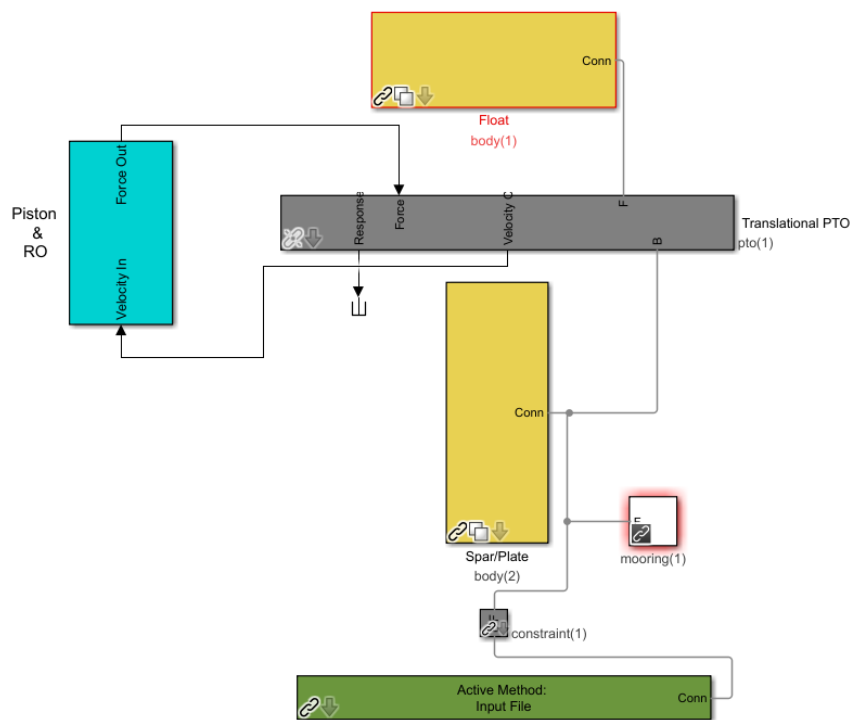 Conn
Float
body(1)
Force Out
Velocity In
Piston
&
RO
Response
Force
Velocity C
F
B
Translational PTO
pto(1)
Conn
Spar/Plate
body(2)
F
mooring(1)
constraint(1)
Active Method:
Input File
Conn